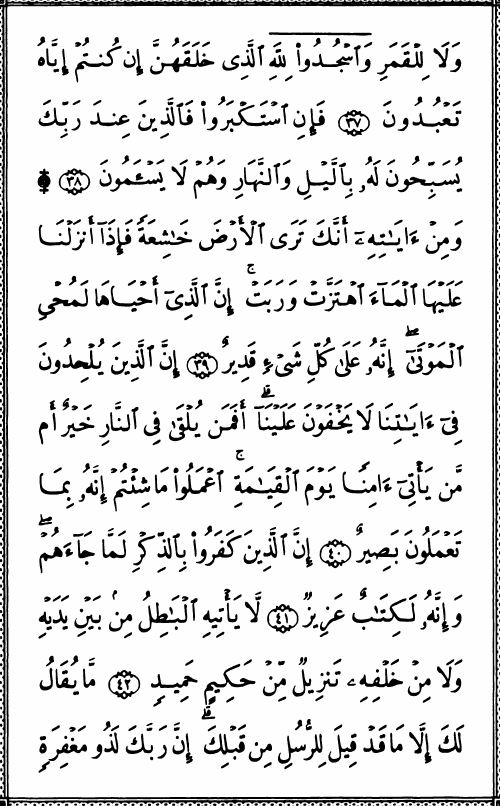 وَلَا لِلْقَمَرِ وَٱسْجُدُوا۟ لِلَّهِ ٱلَّذِى خَلَقَهُنَّ إِن كُنتُمْ إِيَّاهُ
تَعْبُدُونَ ﴿٣٧﴾ فَإِنِ ٱسْتَكْبَرُوا۟ فَٱلَّذِينَ عِندَ رَبِّكَ
يُسَبِّحُونَ لَهُۥ بِٱلَّيْلِ وَٱلنَّهَارِ وَهُمْ لَا يَسْـَٔمُونَ ﴿٣٨﴾ ۩
وَمِنْ ءَايَـٰتِهِۦٓ أَنَّكَ تَرَى ٱلْأَرْضَ خَـٰشِعَةً فَإِذَآ أَنزَلْنَا
عَلَيْهَا ٱلْمَآءَ ٱهْتَزَّتْ وَرَبَتْ ۚ إِنَّ ٱلَّذِىٓ أَحْيَاهَا لَمُحْىِ
ٱلْمَوْتَىٰٓ ۖ إِنَّهُۥ عَلَىٰ كُلِّ شَىْءٍ قَدِيرٌ ﴿٣٩﴾ إِنَّ ٱلَّذِينَ يُلْحِدُونَ
فِىٓ ءَايَـٰتِنَا لَا يَخْفَوْنَ عَلَيْنَآ ۗ أَفَمَن يُلْقَىٰ فِى ٱلنَّارِ خَيْرٌ أَم
مَّن يَأْتِىٓ ءَامِنًا يَوْمَ ٱلْقِيَـٰمَةِ ۚ ٱعْمَلُوا۟ مَا شِئْتُمْ إِنَّهُۥ بِمَا
تَعْمَلُونَ بَصِيرٌ ﴿٤٠﴾ إِنَّ ٱلَّذِينَ كَفَرُوا۟ بِٱلذِّكْرِ لَمَّا جَآءَهُمْ ۖ
وَإِنَّهُۥ لَكِتَـٰبٌ عَزِيزٌ ﴿٤١﴾ لَّا يَأْتِيهِ ٱلْبَـٰطِلُ مِنۢ بَيْنِ يَدَيْهِ
وَلَا مِنْ خَلْفِهِۦ تَنزِيلٌ مِّنْ حَكِيمٍ حَمِيدٍ ﴿٤٢﴾ مَّا يُقَالُ
لَكَ إِلَّا مَا قَدْ قِيلَ لِلرُّسُلِ مِن قَبْلِكَ ۗ إِنَّ رَبَّكَ لَذُو مَغْفِرَةٍ